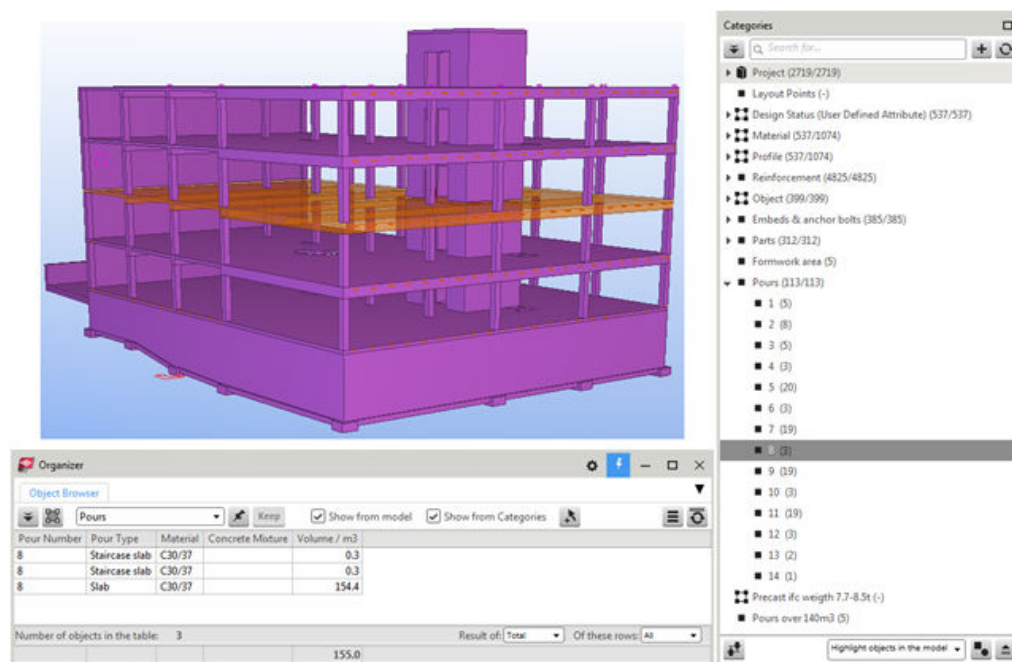 Categories
Search for...
Project (2719/2719)
Layout Points (-)
Design Status (User Defined Attribute) (537/537)
Material (537/1074)
Profile (537/1074)
Reinforcement (4825/4825)
Object (399/399)
Embeds & anchor bolts (385/385)
Parts (312/312)
Formwork area (5)
Pours (113/113)
1 (5)
2 (8)
3 (5)
4 (3)
5 (20)
6 (3)
7 (19)
8 (3)
9 (19)
10 (3)
11 (19)
12 (3)
13 (2)
14 (1)
Precast ifc weigth 7.7-8.5t (-)
Pours over 140m3 (5)
Highlight objects in the model
Organizer
Object Browser
Pours Keep Show from model Show from Categories
Pour Number Pour Type Material Concrete Mixture Volume / m3
8 Staircase slab C30/37 0.3
8 Staircase slab C30/37 0.3
8 Slab C30/37 154.4
Number of objects in the table: 3 Result of: Total Of these rows: All
155.0